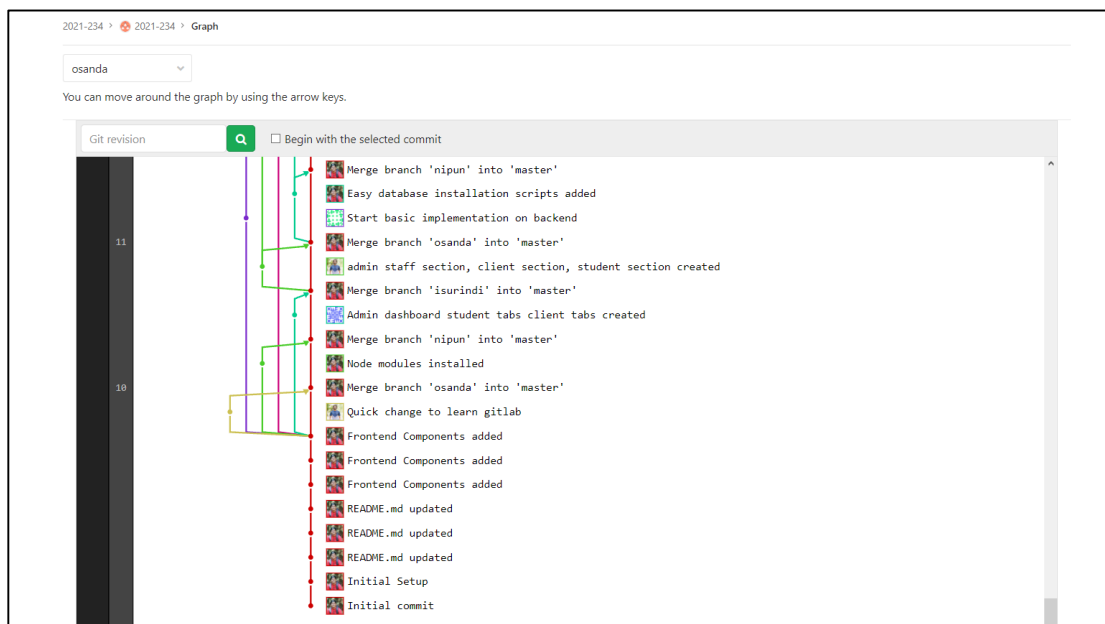 2021-234 > 2021-234 > Graph
osanda
You can move around the graph by using the arrow keys.
Git revision
Begin with the selected commit
Merge branch 'nipun' into 'master'
Easy database installation scripts added
Start basic implementation on backend
11 Merge branch 'osanda' into 'master'
admin staff section, client section, student section created
Merge branch 'isurindi' into 'master'
Admin dashboard student tabs client tabs created
Merge branch 'nipun' into 'master'
Node modules installed
10 Merge branch 'osanda' into 'master'
Quick change to learn gitlab
Frontend Components added
Frontend Components added
Frontend Components added
README.md updated
README.md updated
README.md updated
Initial Setup
Initial commit